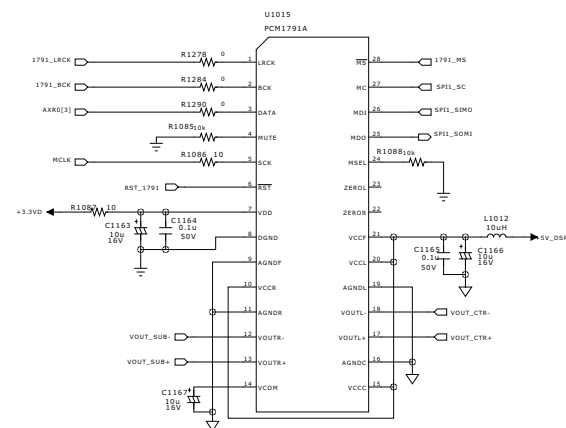 U1015
PCM1791A
1791_LRCK R1278 0 1 LRCK MS 28 1791_MS
1791_BCK R1284 0 2 BCK MC 27 SPI1_SC
AXR0[3] R1290 0 3 DATA MDI 26 SPI1_SIMO
R1085 10k 4 MUTE MDO 25 SPI1_SOMI
MCLK R1086 10 5 SCK MSEL 24 R1088 10k
RST_1791 6 RST ZEROL 23
+3.3VD R1087 10 7 VDD ZEROR 22
C1163 10u 16V C1164 0.1u 50V
8 DGND VCCF 21 L1012 10uH +5V_DSP
9 AGNDF VCCL 20 C1165 0.1u 50V C1166 10u 16V
10 VCCR AGNDL 19
11 AGNDR VOUTL- 18 VOUT_CTR-
VOUT_SUB- 12 VOUTR- VOUTL+ 17 VOUT_CTR+
VOUT_SUB+ 13 VOUTR+ AGNDC 16
14 VCOM VCCC 15
C1167 10u 16V